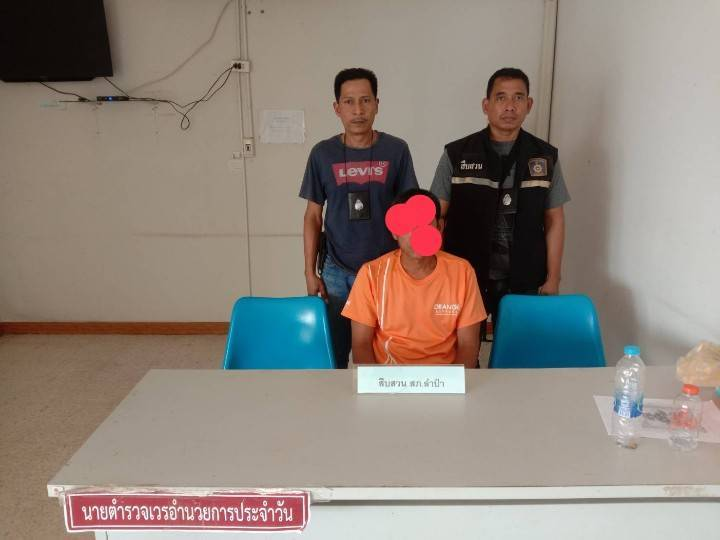 LEVI'S
สืบสวน
ORANGE
สืบสวน.สภ.ลำป้า
นายตำรวจเวรอำนวยการประจำวัน